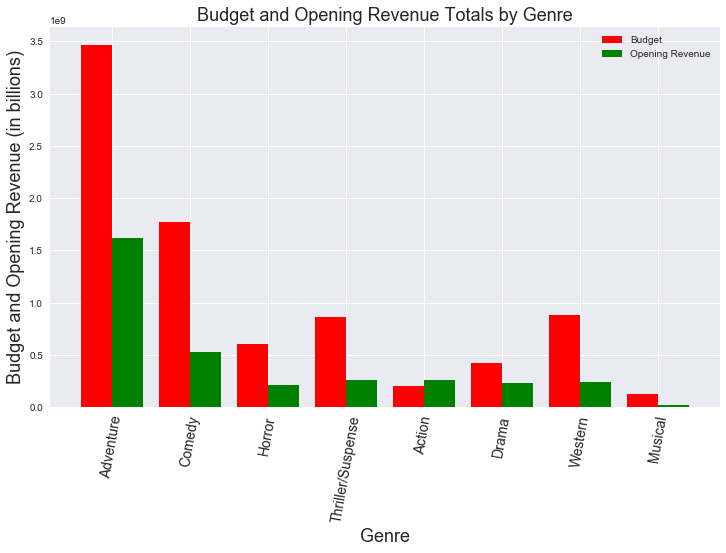 Budget and Opening Revenue Totals by Genre
1e9
Budget
Opening Revenue
Budget and Opening Revenue (in billions)
3.5
3.0
2.5
2.0
1.5
1.0
0.5
0.0
Adventure
Comedy
Horror
Thriller/Suspense
Action
Drama
Western
Musical
Genre